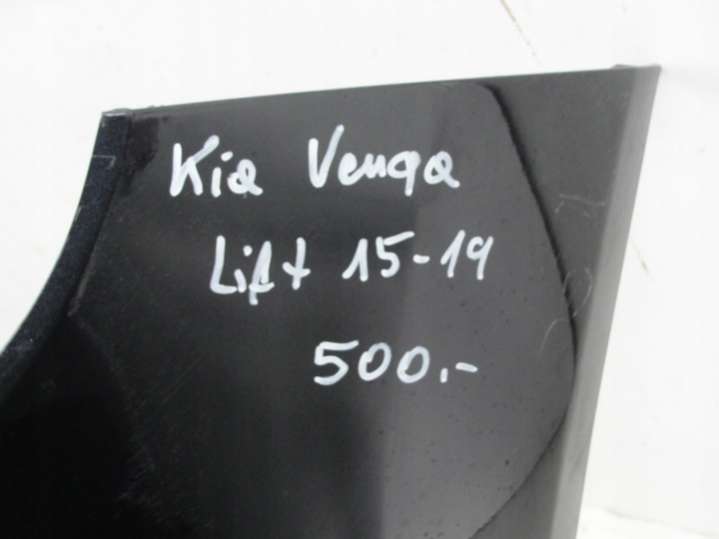 Kia Venga
Lift 15-19
500.-